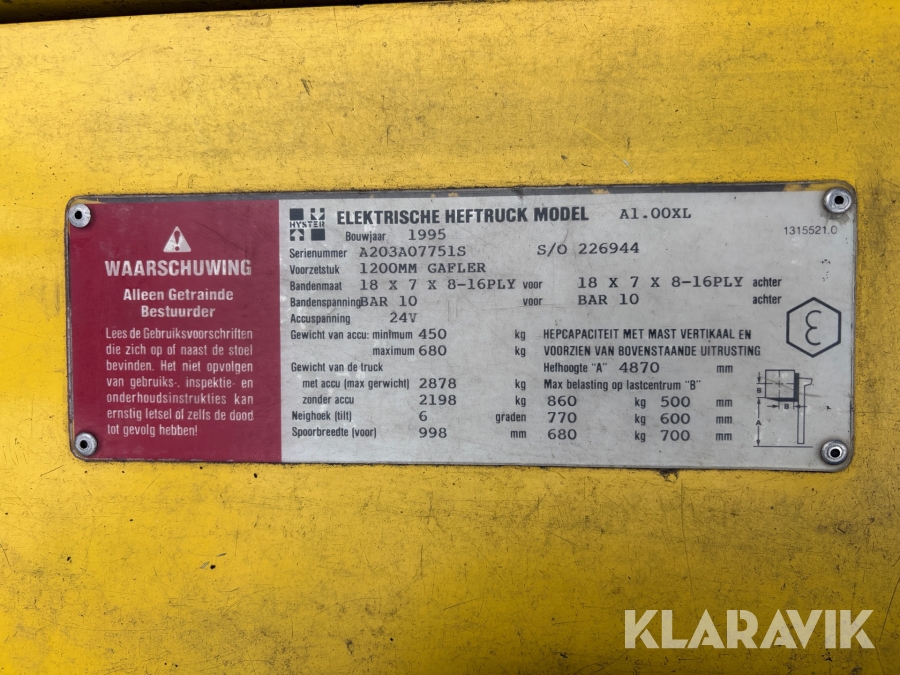 WAARSCHUWING
Alleen Getrainde
Bestuurder
Lees de Gebruiksvoorschriften
die zich op of naast de stoel
bevinden. Het niet opvolgen
van gebruiks-, inspektie- en
onderhoudsinstrukties kan
ernstig letsel of zelfs de dood
tot gevolg hebben!
HYSTER ELEKTRISCHE HEFTRUCK MODEL A1.00XL
1315521.0
Bouwjaar 1995
Serienummer A203A07751S S/O 226944
Voorzetstuk 1200MM GAFLER
Bandenmaat 18 X 7 X 8-16PLY voor 18 X 7 X 8-16PLY achter
Bandenspanning BAR 10 voor BAR 10 achter
Accuspanning 24V
Gewicht van accu: minimum 450 kg
maximum 680 kg
Gewicht van de truck
met accu (max gerwicht) 2878 kg
zonder accu 2198 kg
Neighoek (tilt) 6 graden
Spoorbreedte (voor) 998 mm
HEPCAPACITEIT MET MAST VERTIKAAL EN
VOORZIEN VAN BOVENSTAANDE UITRUSTING
Hefhoogte "A" 4870 mm
Max belasting op lastcentrum "B"
860 kg 500 mm
770 kg 600 mm
680 kg 700 mm
ε
B
B
A
KLARAVIK